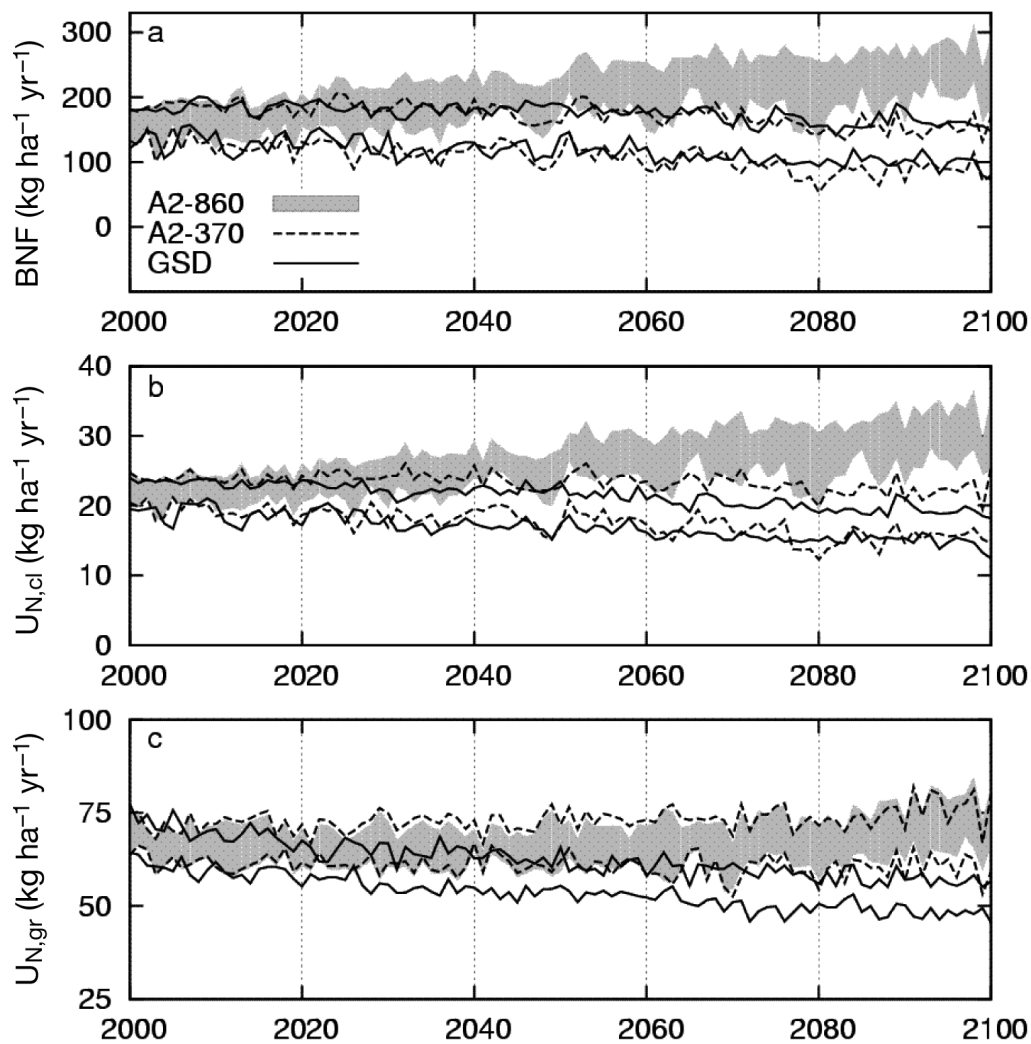 a
BNF (kg ha⁻¹ yr⁻¹)
300
200
100
0
A2-860
A2-370
GSD
2000 2020 2040 2060 2080 2100
b
U_N,cl (kg ha⁻¹ yr⁻¹)
40
30
20
10
0
2000 2020 2040 2060 2080 2100
c
U_N,gr (kg ha⁻¹ yr⁻¹)
100
75
50
25
2000 2020 2040 2060 2080 2100